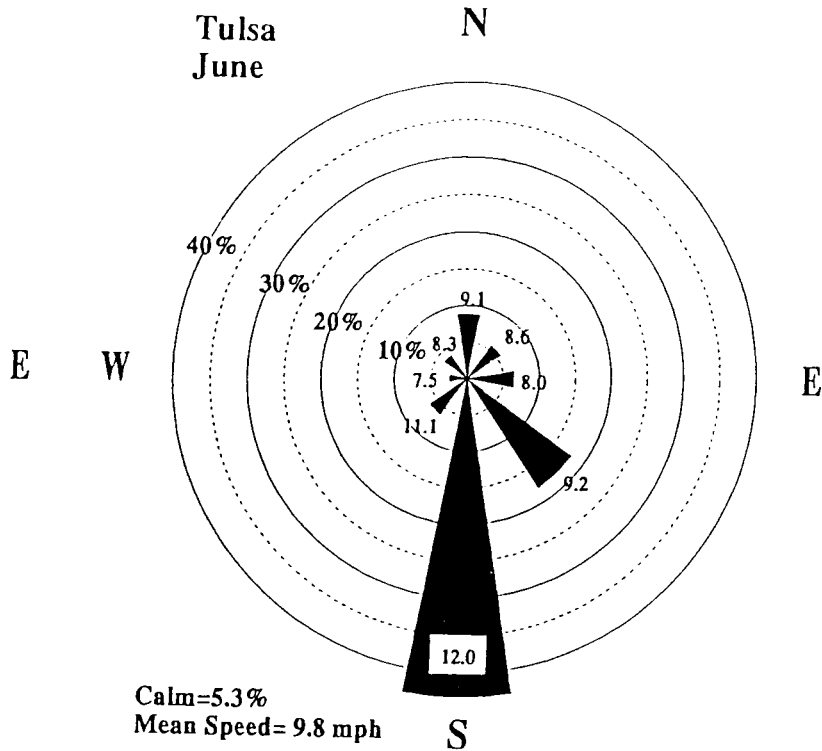 Tulsa
June
N
40%
30%
20%
10%
9.1
8.3
8.6
E
W
7.5
8.0
E
11.1
9.2
12.0
Calm=5.3%
Mean Speed= 9.8 mph
S